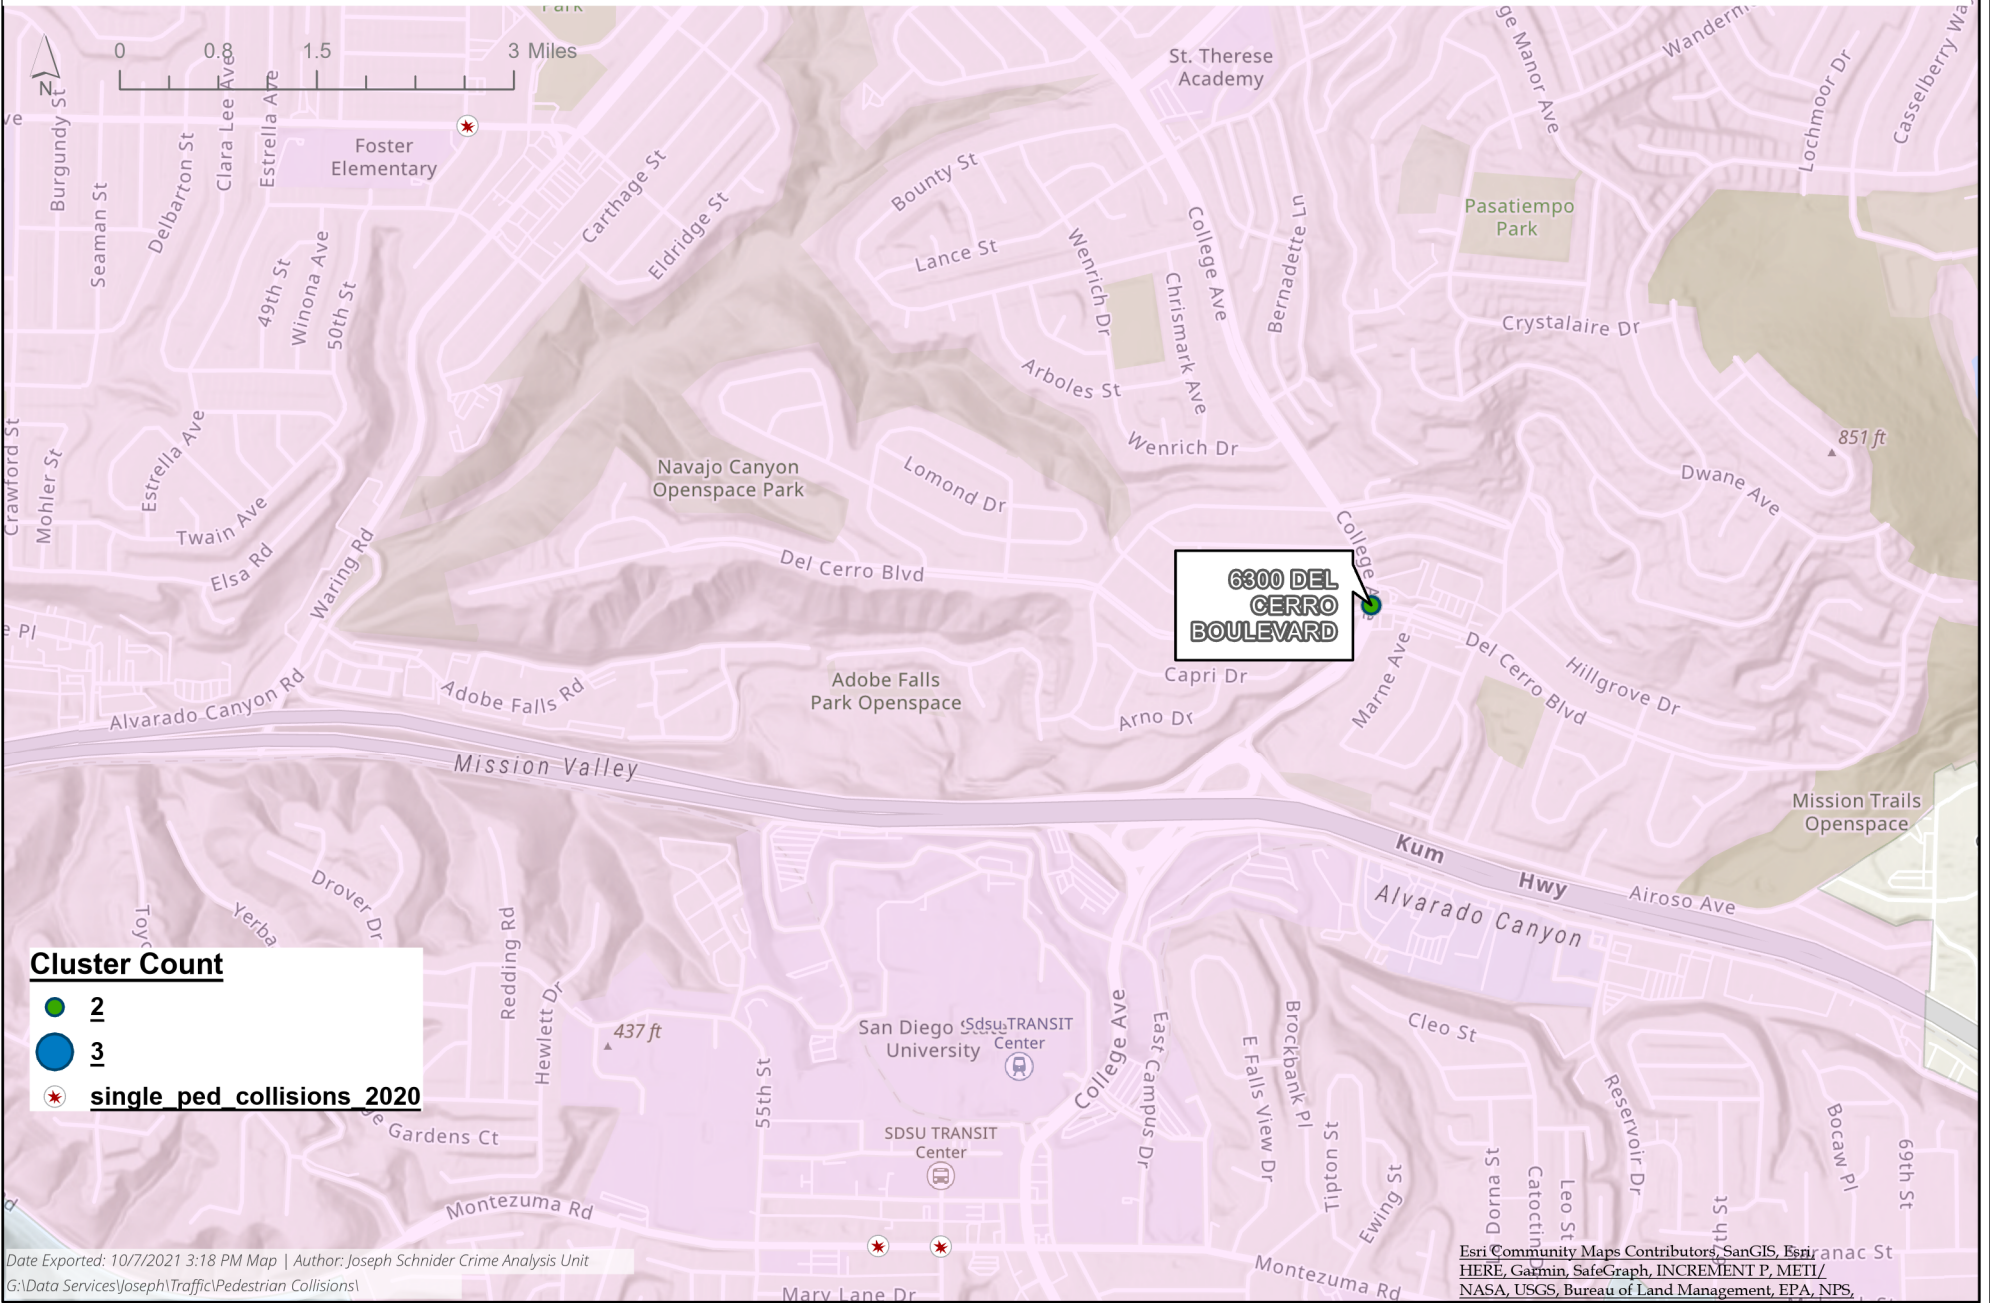 Park
0 0.8 1.5 3 Miles
N
Burgundy St
Seaman St
Delbarton St
Clara Lee Ave
Estrella Ave
Foster
Elementary
Carthage St
Eldridge St
49th St
Winona Ave
50th St
St. Therese
Academy
Bounty St
Lance St
Wenrich Dr
Chrismark Ave
College Ave
Bernadette Ln
Arboles St
Wenrich Dr
ge Manor Ave
Lochmoor Dr
Casselberry Wa
Pasatiempo
Park
Crystalaire Dr
851 ft
Dwane Ave
Crawford St
Mohler St
Estrella Ave
Twain Ave
Elsa Rd
Waring Rd
Navajo Canyon
Openspace Park
Lomond Dr
Del Cerro Blvd
College Ave
6300 DEL
CERRO
BOULEVARD
e Pl
Alvarado Canyon Rd
Adobe Falls Rd
Adobe Falls
Park Openspace
Capri Dr
Arno Dr
Marne Ave
Del Cerro Blvd
Hillgrove Dr
Mission Valley
Mission Trails
Openspace
Kum
Hwy
Airoso Ave
Alvarado Canyon
Drover Dr
Yerba
Redding Rd
Hewlett Dr
437 ft
55th St
San Diego State
University
Sdsu TRANSIT
Center
SDSU TRANSIT
Center
College Ave
East Campus Dr
E Falls View Dr
Brockbank Pl
Tipton St
Ewing St
Cleo St
Reservoir Dr
Dorna St
Catoctin D
Leo St
Bocaw Pl
69th St
Cluster Count
2
3
single_ped_collisions_2020
ge Gardens Ct
Montezuma Rd
Montezuma Rd
Mary Lane Dr
Date Exported: 10/7/2021 3:18 PM Map | Author: Joseph Schnider Crime Analysis Unit
G:\Data Services\Joseph\Traffic\Pedestrian Collisions\
Esri Community Maps Contributors, SanGIS, Esri,
HERE, Garmin, SafeGraph, INCREMENT P, METI/
NASA, USGS, Bureau of Land Management, EPA, NPS,